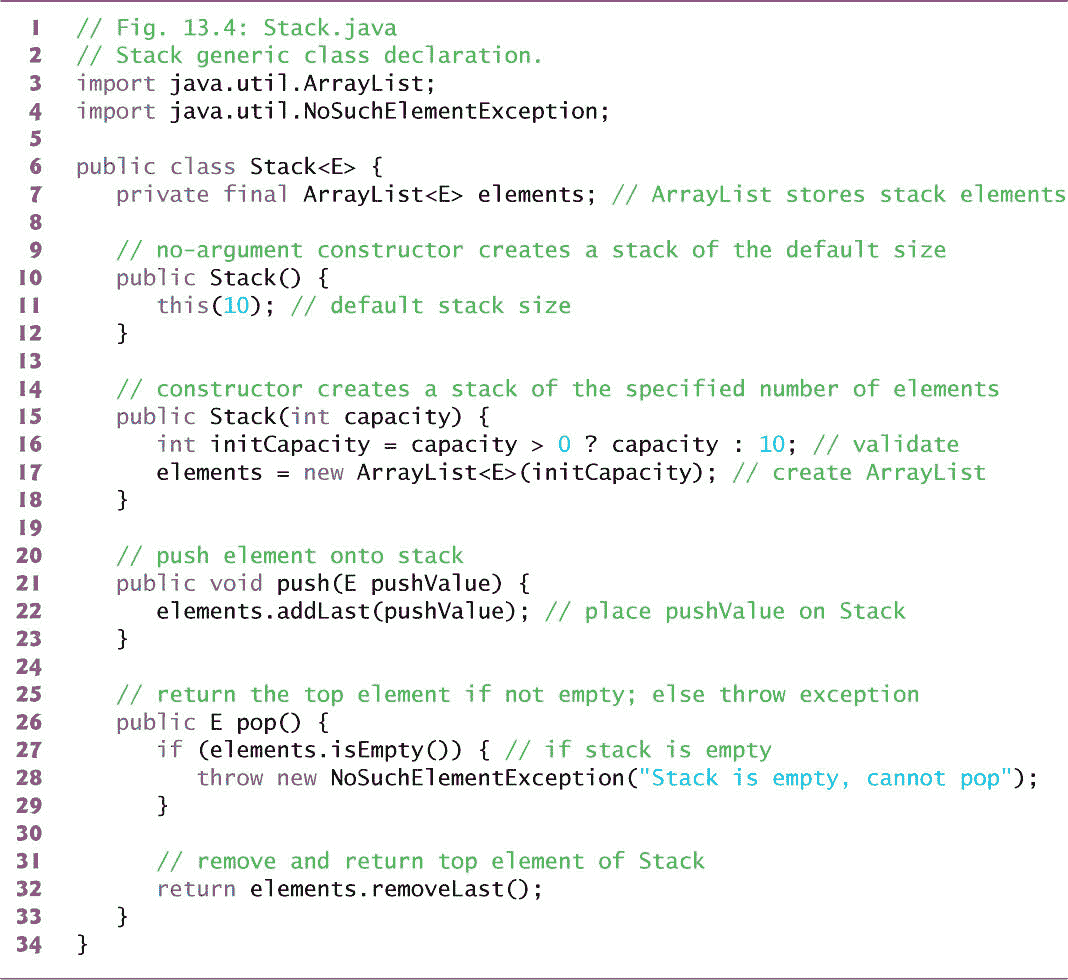 1 // Fig. 13.4: Stack.java
2 // Stack generic class declaration.
3 import java.util.ArrayList;
4 import java.util.NoSuchElementException;
5
6 public class Stack<E> {
7    private final ArrayList<E> elements; // ArrayList stores stack elements
8
9    // no-argument constructor creates a stack of the default size
10    public Stack() {
11       this(10); // default stack size
12    }
13
14    // constructor creates a stack of the specified number of elements
15    public Stack(int capacity) {
16       int initCapacity = capacity > 0 ? capacity : 10; // validate
17       elements = new ArrayList<E>(initCapacity); // create ArrayList
18    }
19
20    // push element onto stack
21    public void push(E pushValue) {
22       elements.addLast(pushValue); // place pushValue on Stack
23    }
24
25    // return the top element if not empty; else throw exception
26    public E pop() {
27       if (elements.isEmpty()) { // if stack is empty
28          throw new NoSuchElementException("Stack is empty, cannot pop");
29       }
30
31       // remove and return top element of Stack
32       return elements.removeLast();
33    }
34 }